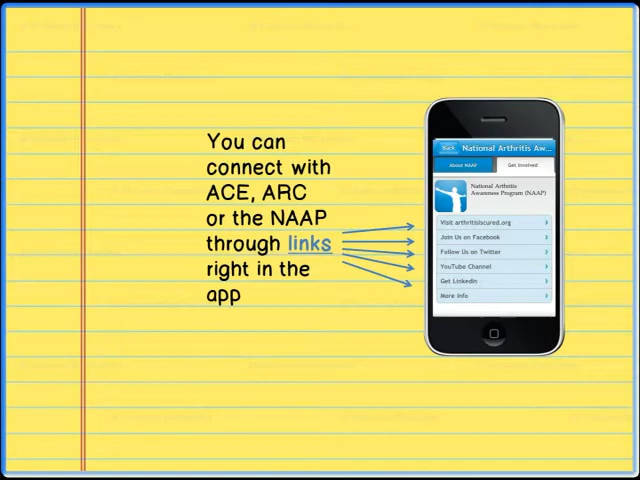 You can
connect with
ACE, ARC
or the NAAP
through links
right in the
app
Back National Arthritis Aw...
About NAAP Get Involved
National Arthritis
Awareness Program (NAAP)
Visit arthritisiscured.org
Join Us on Facebook
Follow Us on Twitter
YouTube Channel
Get LinkedIn
More Info